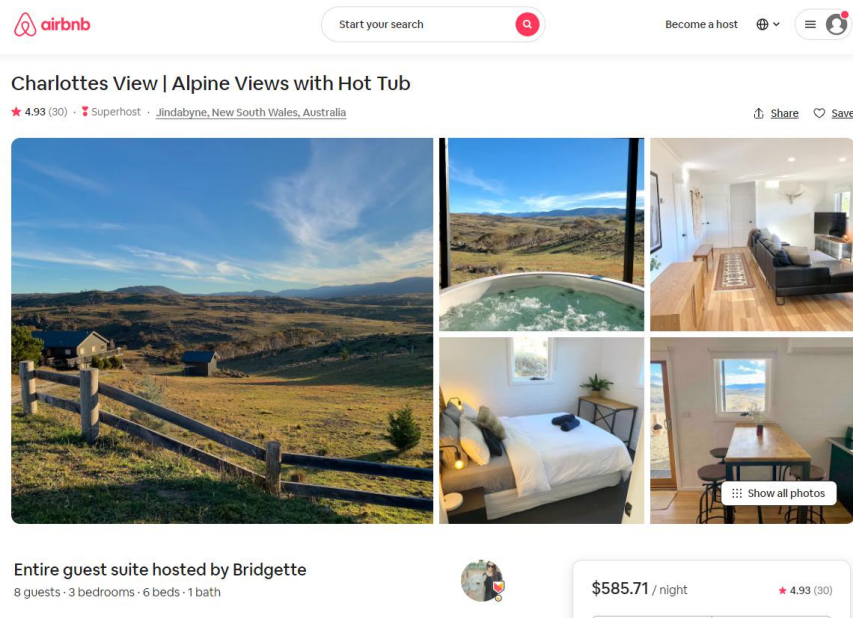 airbnb
Start your search
Become a host
Charlottes View | Alpine Views with Hot Tub
4.93 (30) · Superhost · Jindabyne, New South Wales, Australia
Share
Save
Show all photos
Entire guest suite hosted by Bridgette
8 guests · 3 bedrooms · 6 beds · 1 bath
$585.71 / night
4.93 (30)